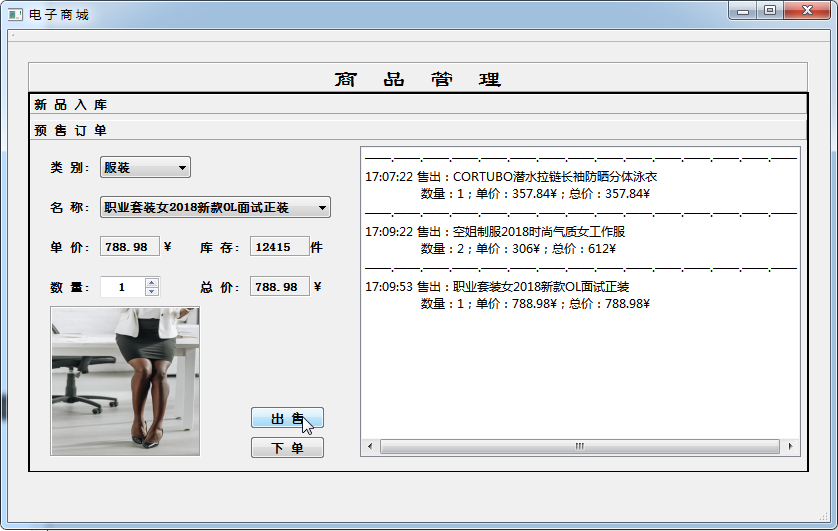 电子商城
商 品 管 理
新 品 入 库
预 售 订 单
类 别: 服装
名 称: 职业套装女2018新款OL面试正装
单 价: 788.98 ¥ 库 存: 12415 件
数 量: 1 总 价: 788.98 ¥
出 售
下 单
17:07:22 售出：CORTUBO潜水拉链长袖防晒分体泳衣
数量：1；单价：357.84¥；总价：357.84¥
17:09:22 售出：空姐制服2018时尚气质女工作服
数量：2；单价：306¥；总价：612¥
17:09:53 售出：职业套装女2018新款OL面试正装
数量：1；单价：788.98¥；总价：788.98¥